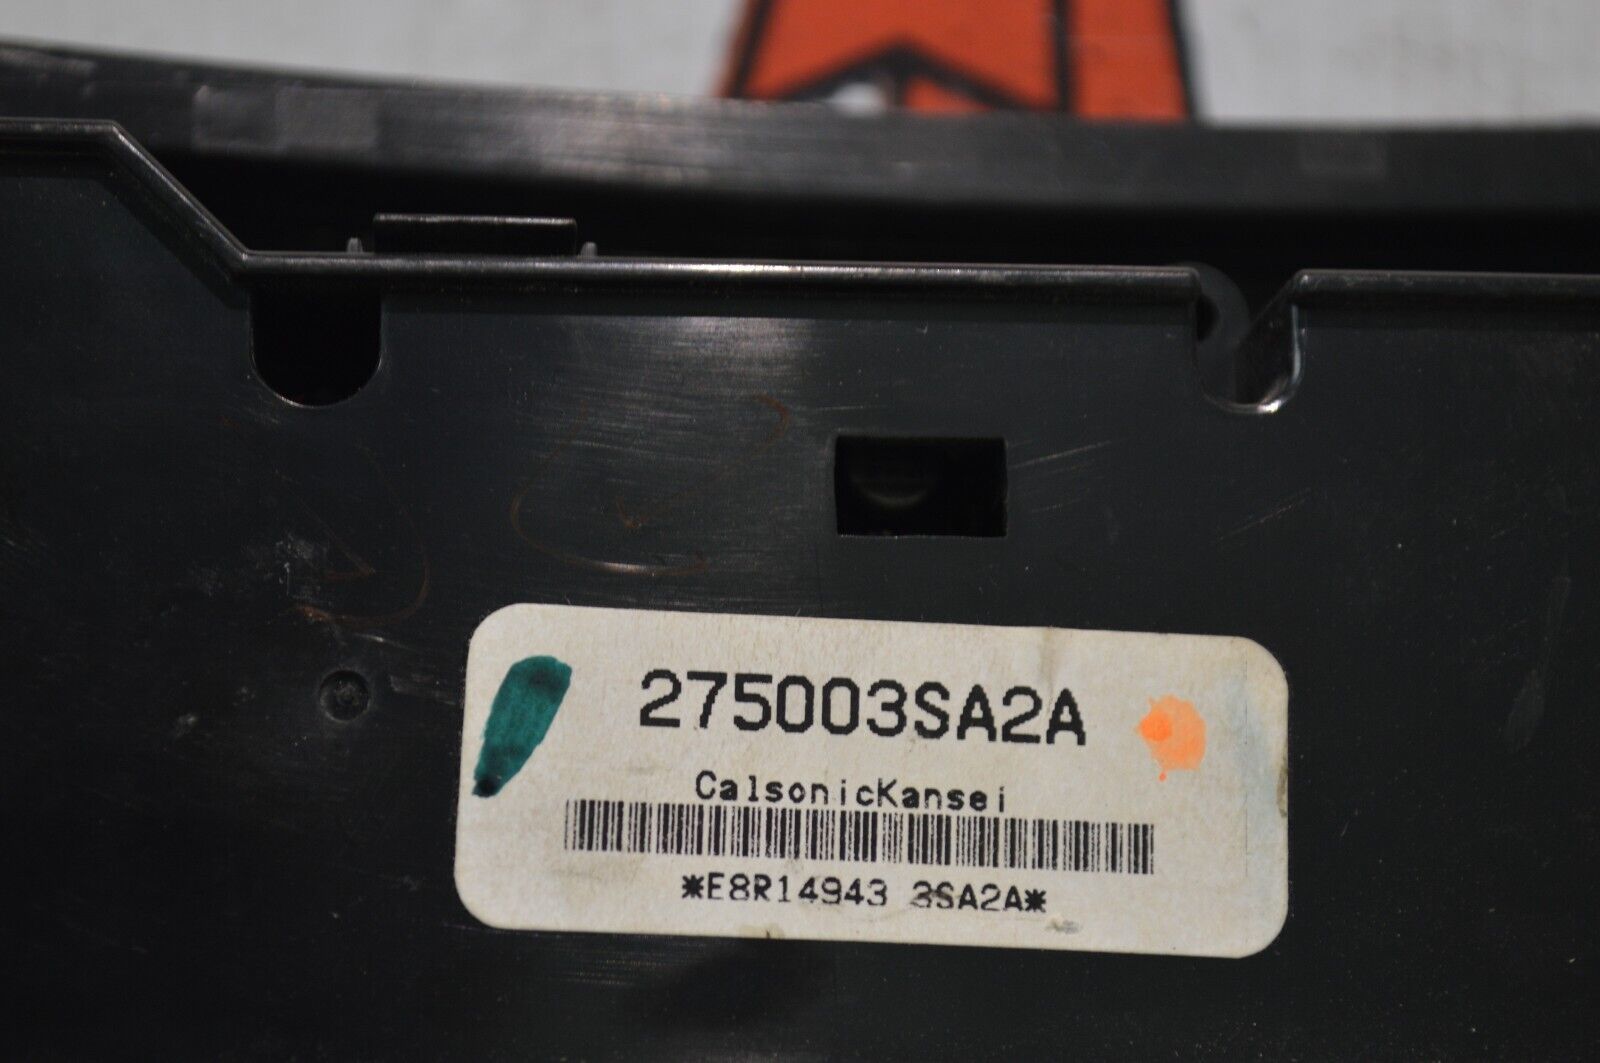 275003SA2A
CalsonicKansei
*E8R14943 3SA2A*